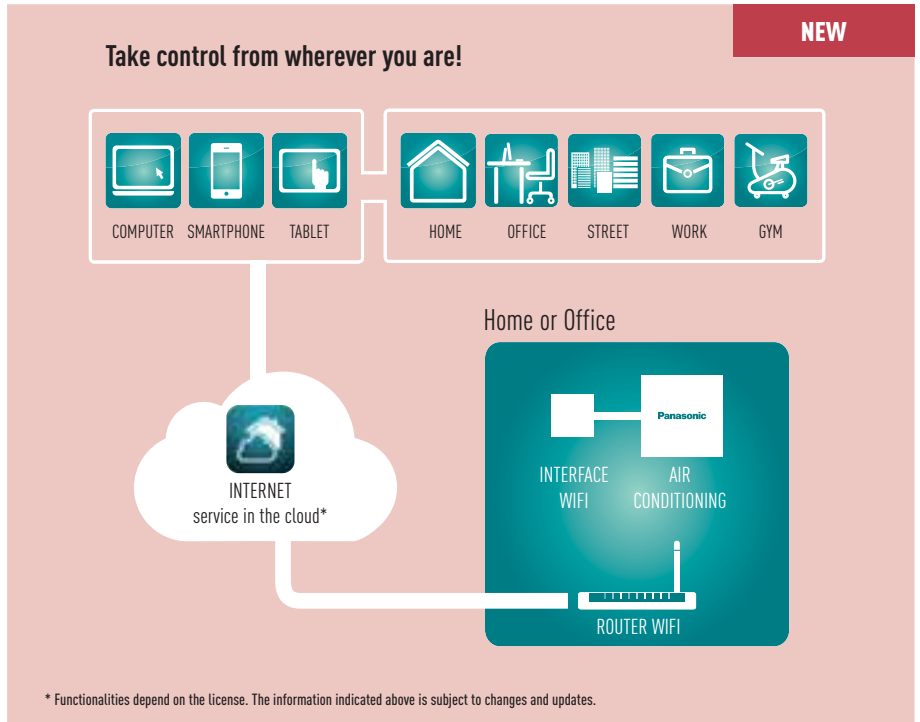 NEW
Take control from wherever you are!
COMPUTER SMARTPHONE TABLET HOME OFFICE STREET WORK GYM
Home or Office
Panasonic
INTERFACE
WIFI
AIR
CONDITIONING
INTERNET
service in the cloud*
ROUTER WIFI
* Functionalities depend on the license. The information indicated above is subject to changes and updates.